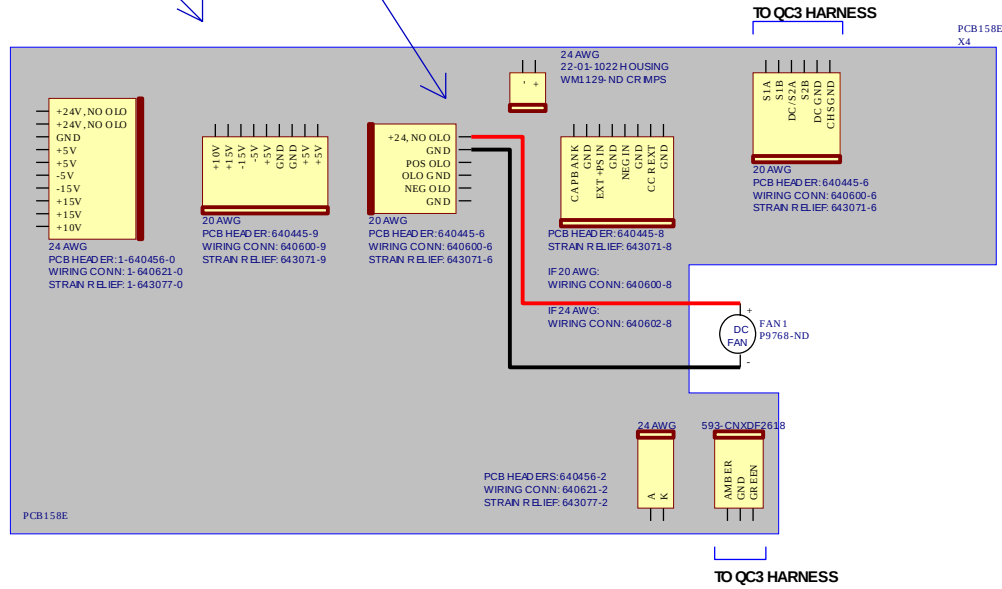 TO QC3 HARNESS
PCB158E
X4
24 AWG
22-01-1022 HOUSING
WM1129-ND CRIMPS
- +
S1A
S1B
DC/S2A
S2B
DC GND
CHSGND
20 AWG
PCB HEADER: 640445-6
WIRING CONN: 640600-6
STRAIN RELIEF: 643071-6
+24V, NO OLO
+24V, NO OLO
GND
+5V
+5V
-5V
-15V
+15V
+15V
+10V
24 AWG
PCB HEADER: 1-640456-0
WIRING CONN: 1-640621-0
STRAIN RELIEF: 1-643077-0
+10V
+15V
-15V
-5V
+5V
GND
GND
+5V
+5V
20 AWG
PCB HEADER: 640445-9
WIRING CONN: 640600-9
STRAIN RELIEF: 643071-9
+24, NO OLO
GND
POS OLO
OLO GND
NEG OLO
GND
20 AWG
PCB HEADER: 640445-6
WIRING CONN: 640600-6
STRAIN RELIEF: 643071-6
CAPBANK
GND
EXT +PS IN
GND
NEG IN
GND
CC R EXT
GND
PCB HEADER: 640445-8
STRAIN RELIEF: 643071-8
IF 20 AWG:
WIRING CONN: 640600-8
IF 24 AWG:
WIRING CONN: 640602-8
+
DC
FAN
-
FAN1
P9768-ND
24 AWG
A
K
PCB HEADERS: 640456-2
WIRING CONN: 640621-2
STRAIN RELIEF: 643077-2
593-CNXDF2618
AMBER
GND
GREEN
PCB158E
TO QC3 HARNESS